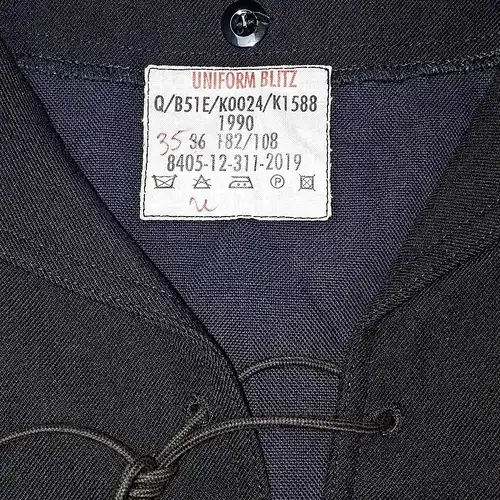 UNIFORM BLITZ
Q/B51E/K0024/K1588
1990
35 36 182/108
8405-12-311-2019
P
u